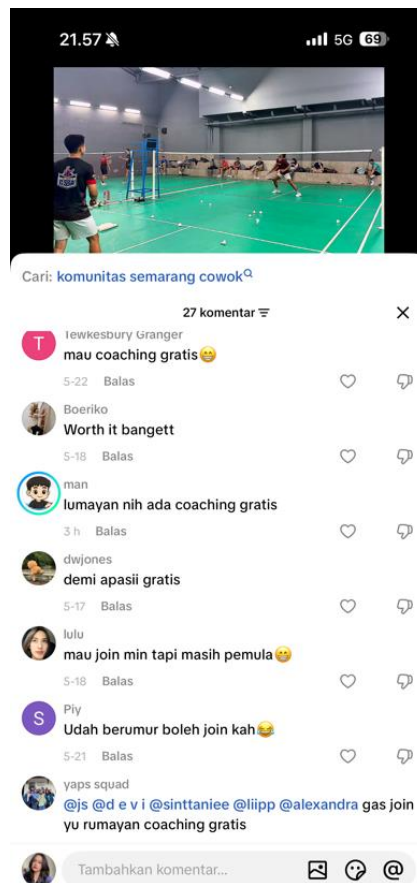 21.57
5G 69
Cari: komunitas semarang cowok
27 komentar
Tewkesbury Granger
mau coaching gratis😁
5-22 Balas
Boeriko
Worth it bangett
5-18 Balas
man
lumayan nih ada coaching gratis
3 h Balas
dwjones
demi apasii gratis
5-17 Balas
lulu
mau join min tapi masih pemula😁
5-18 Balas
S
Piy
Udah berumur boleh join kah😂
5-21 Balas
yaps squad
@js @d e v i @sinttaniee @liipp @alexandra gas join
yu rumayan coaching gratis
Tambahkan komentar...